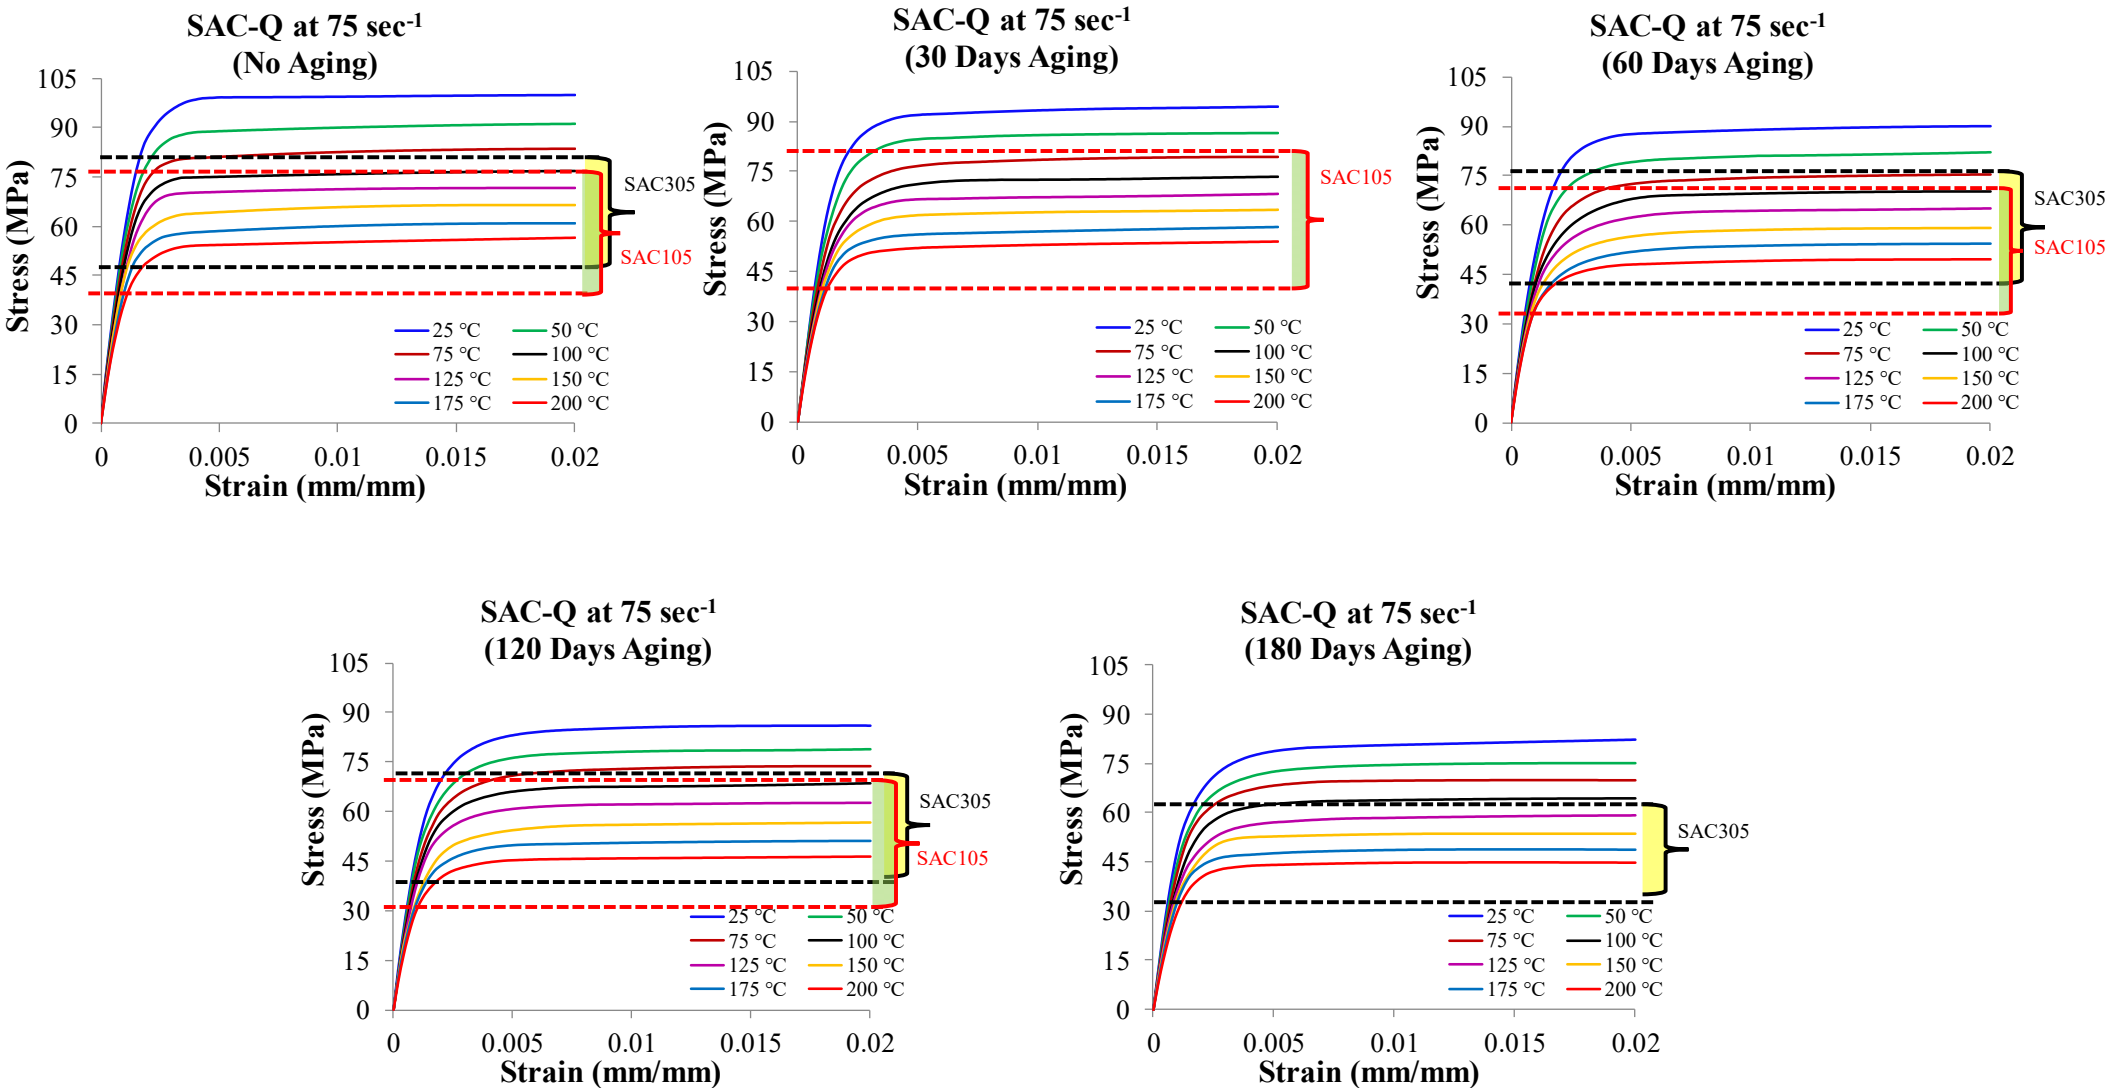 SAC-Q at 75 sec-1
(No Aging)
105
90
75
60
45
30
15
0
Stress (MPa)
SAC305
SAC105
25 °C
50 °C
75 °C
100 °C
125 °C
150 °C
175 °C
200 °C
0
0.005
0.01
0.015
0.02
Strain (mm/mm)
SAC-Q at 75 sec-1
(30 Days Aging)
105
90
75
60
45
30
15
0
Stress (MPa)
SAC105
25 °C
50 °C
75 °C
100 °C
125 °C
150 °C
175 °C
200 °C
0
0.005
0.01
0.015
0.02
Strain (mm/mm)
SAC-Q at 75 sec-1
(60 Days Aging)
105
90
75
60
45
30
15
0
Stress (MPa)
SAC305
SAC105
25 °C
50 °C
75 °C
100 °C
125 °C
150 °C
175 °C
200 °C
0
0.005
0.01
0.015
0.02
Strain (mm/mm)
SAC-Q at 75 sec-1
(120 Days Aging)
105
90
75
60
45
30
15
0
Stress (MPa)
SAC305
SAC105
25 °C
50 °C
75 °C
100 °C
125 °C
150 °C
175 °C
200 °C
0
0.005
0.01
0.015
0.02
Strain (mm/mm)
SAC-Q at 75 sec-1
(180 Days Aging)
105
90
75
60
45
30
15
0
Stress (MPa)
SAC305
25 °C
50 °C
75 °C
100 °C
125 °C
150 °C
175 °C
200 °C
0
0.005
0.01
0.015
0.02
Strain (mm/mm)